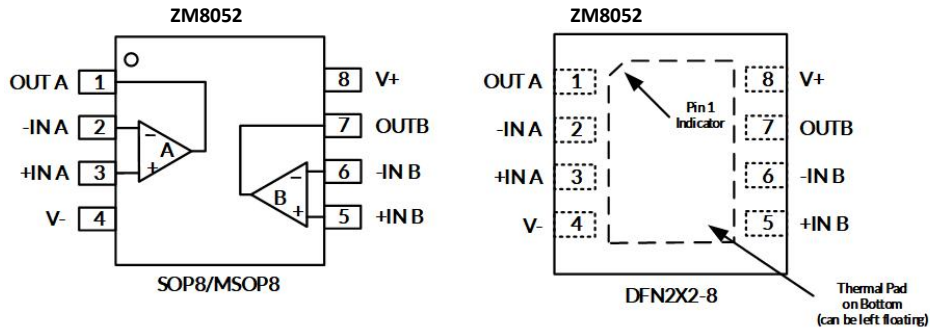 ZM8052
OUT A 1
-IN A 2
+IN A 3
V- 4
8 V+
7 OUTB
6 -IN B
5 +IN B
− + A
− + B
SOP8/MSOP8
ZM8052
OUT A 1
-IN A 2
+IN A 3
V- 4
8 V+
7 OUTB
6 -IN B
5 +IN B
Pin 1
Indicator
DFN2X2-8
Thermal Pad
on Bottom
(can be left floating)